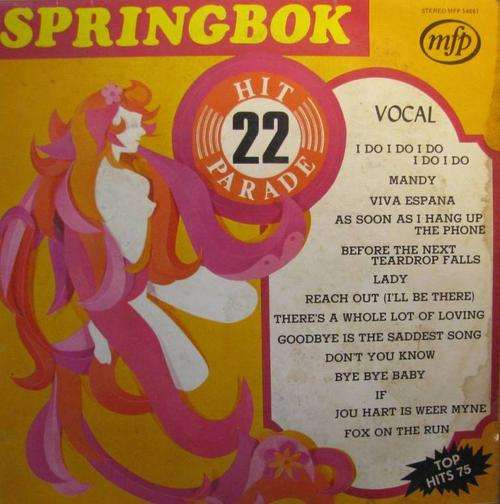 SPRINGBOK
HIT
22
PARADE
STEREO MFP 54661
mfp
VOCAL
I DO I DO I DO
I DO I DO
MANDY
VIVA ESPANA
AS SOON AS I HANG UP
THE PHONE
BEFORE THE NEXT
TEARDROP FALLS
LADY
REACH OUT (I'LL BE THERE)
THERE'S A WHOLE LOT OF LOVING
GOODBYE IS THE SADDEST SONG
DON'T YOU KNOW
BYE BYE BABY
IF
JOU HART IS WEER MYNE
FOX ON THE RUN
TOP
HITS 75